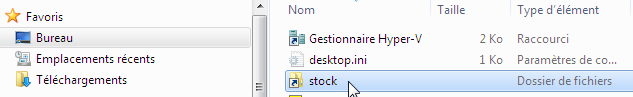 Favoris
Bureau
Emplacements récents
Téléchargements
Nom Taille Type d'élément
Gestionnaire Hyper-V 2 Ko Raccourci
desktop.ini 1 Ko Paramètres de co...
stock Dossier de fichiers